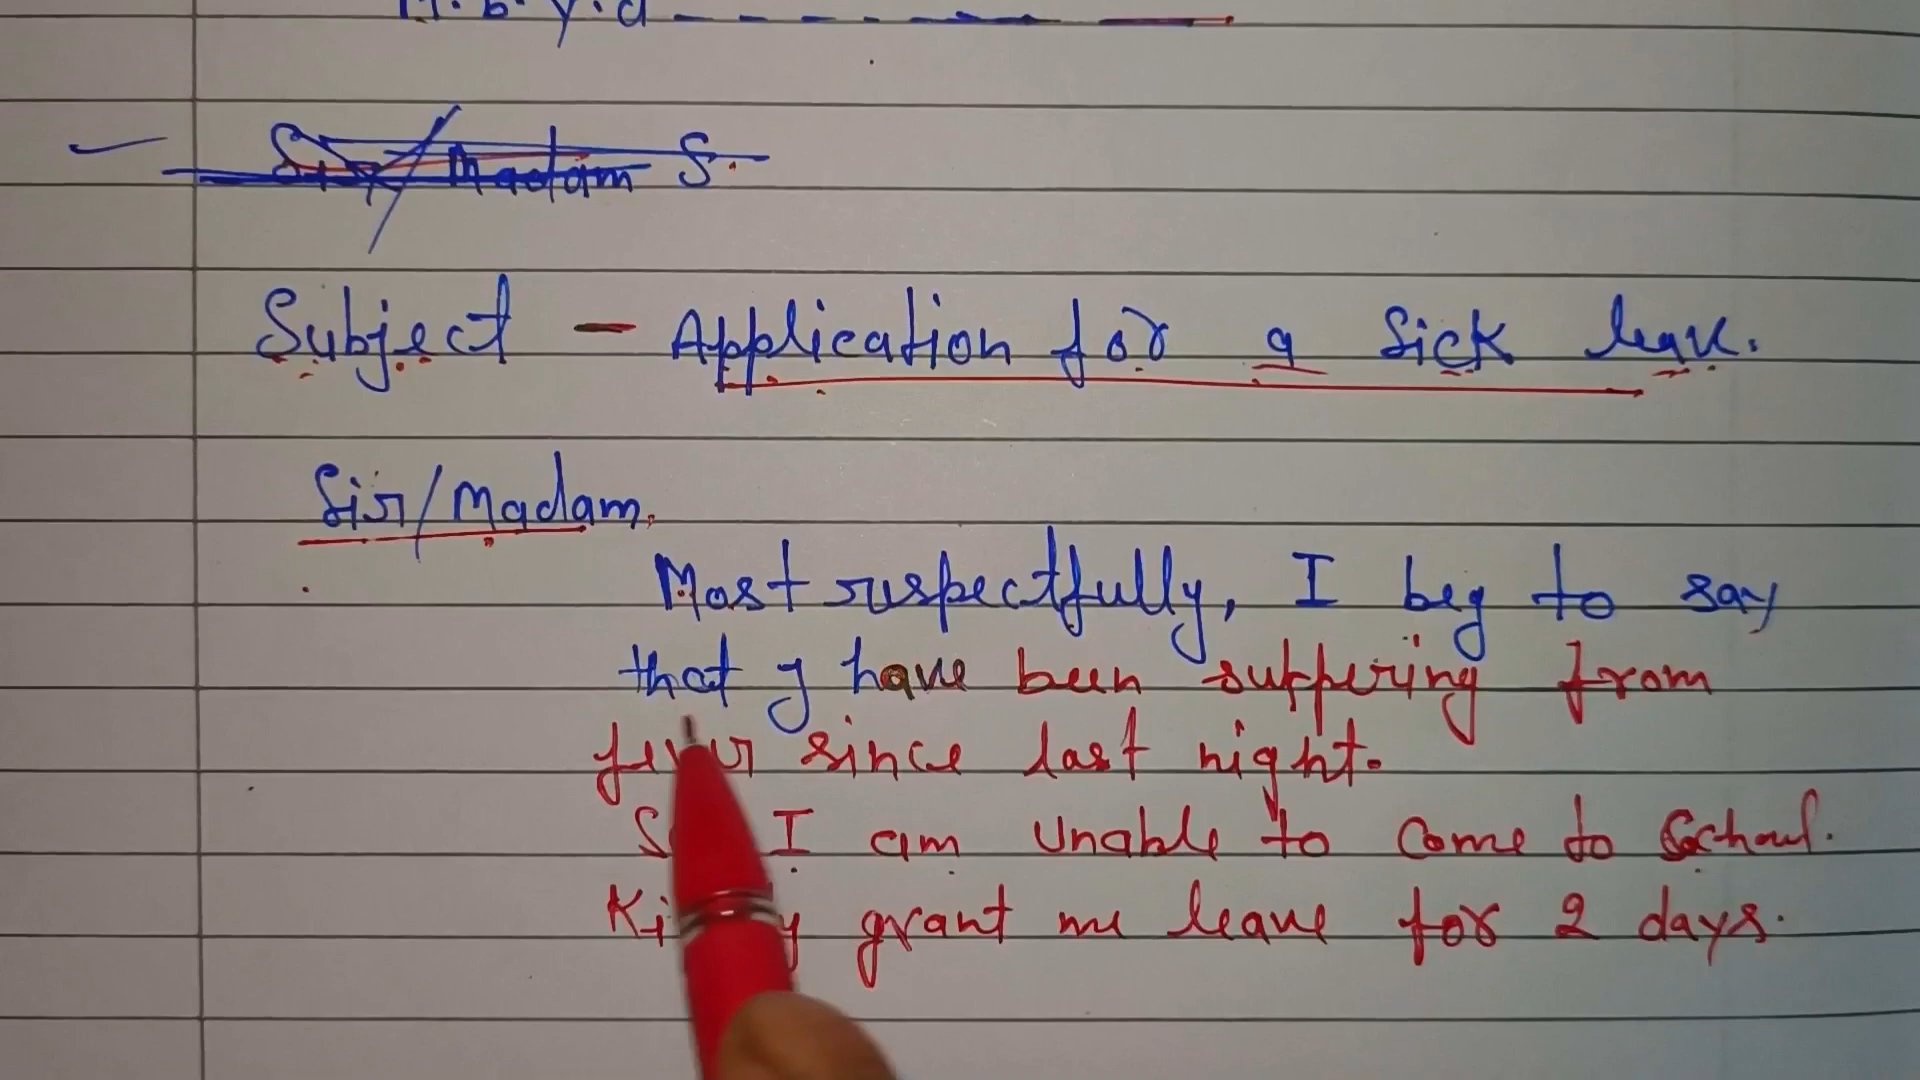 Sir/Madam S.
Subject - Application for a Sick leave.
Sir/Madam,
Most respectfully, I beg to say
that I have been suffering from
fever since last night.
I am unable to come to School.
grant me leave for 2 days.